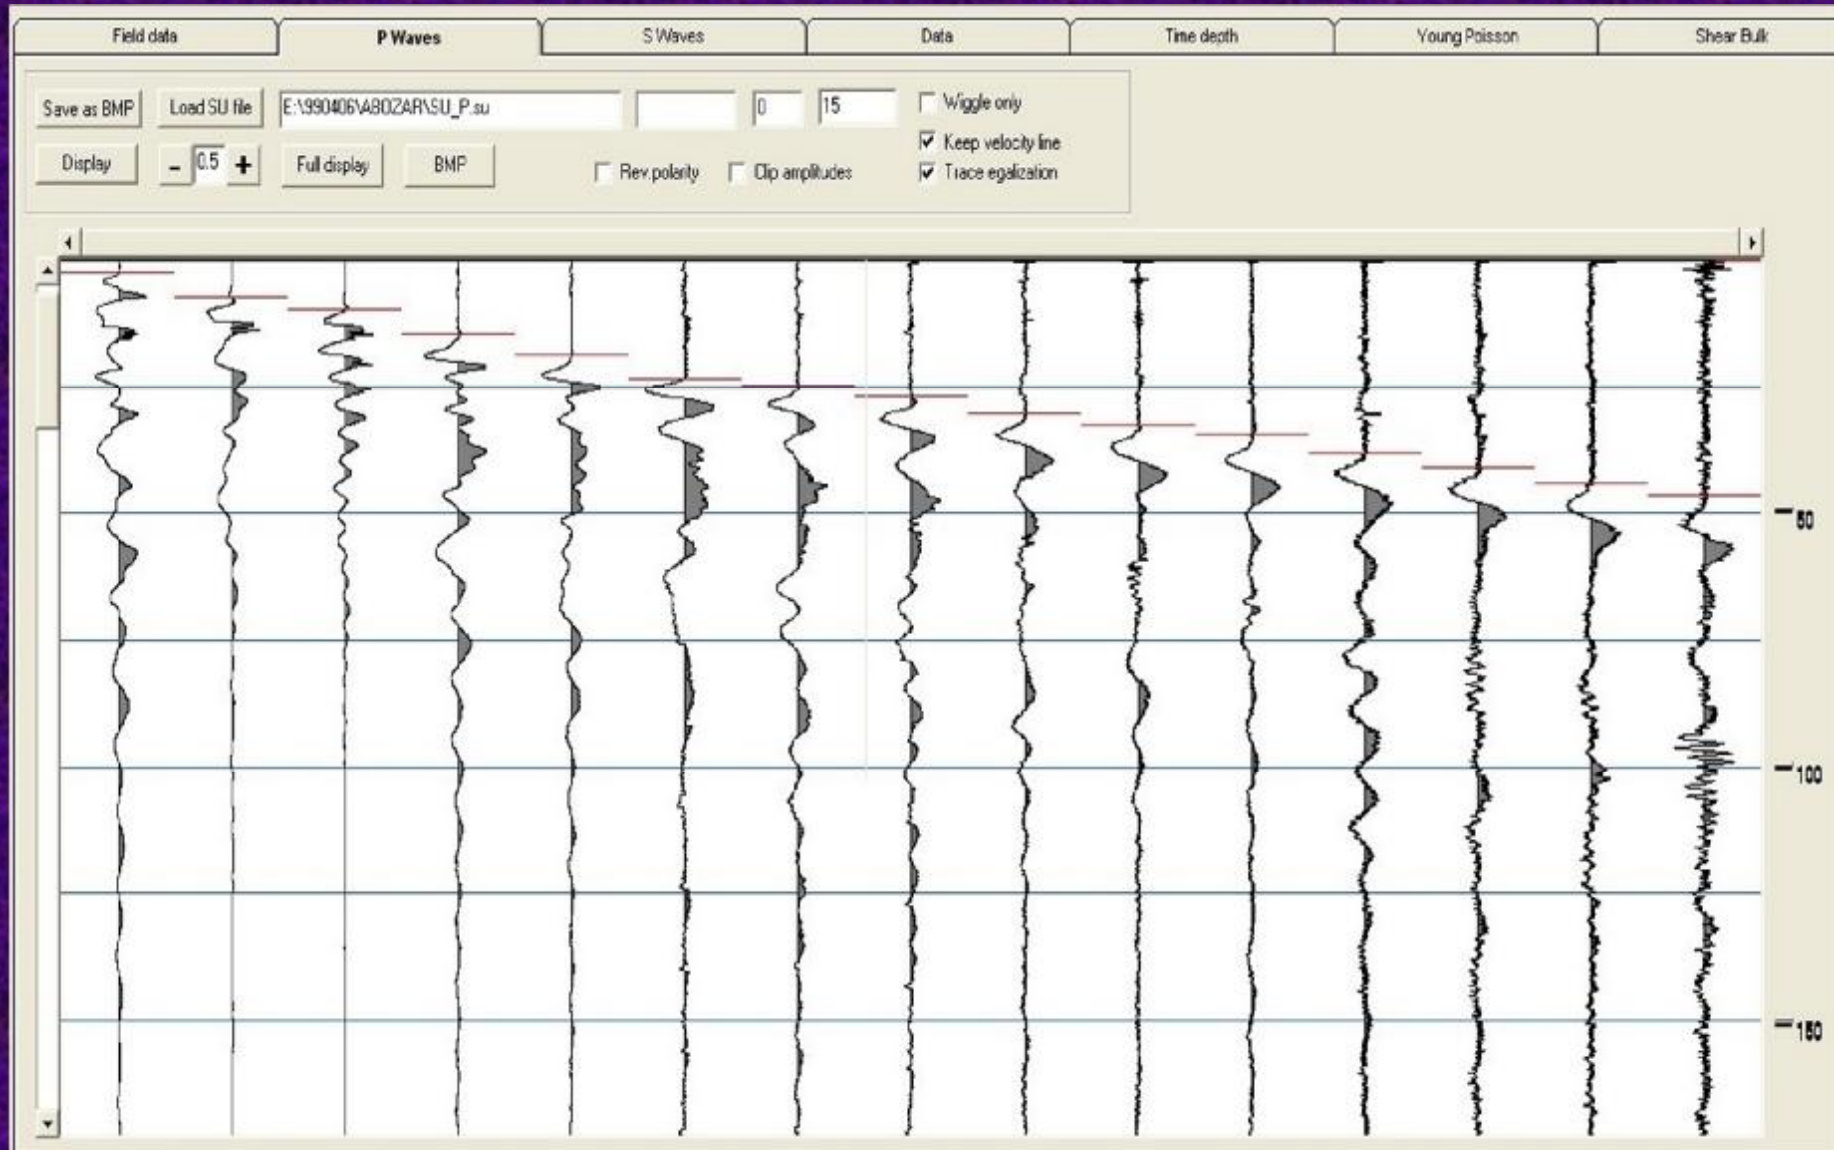 Field data P Waves S Waves Data Time depth Young Poisson Shear Bulk
Save as BMP Load SU file E:\990406\ABOZAR\SU_P.su 0 15 Wiggle only
Keep velocity line
Display - 0.5 + Full display BMP Rev.polarity Clip amplitudes Trace egalization
50
100
150